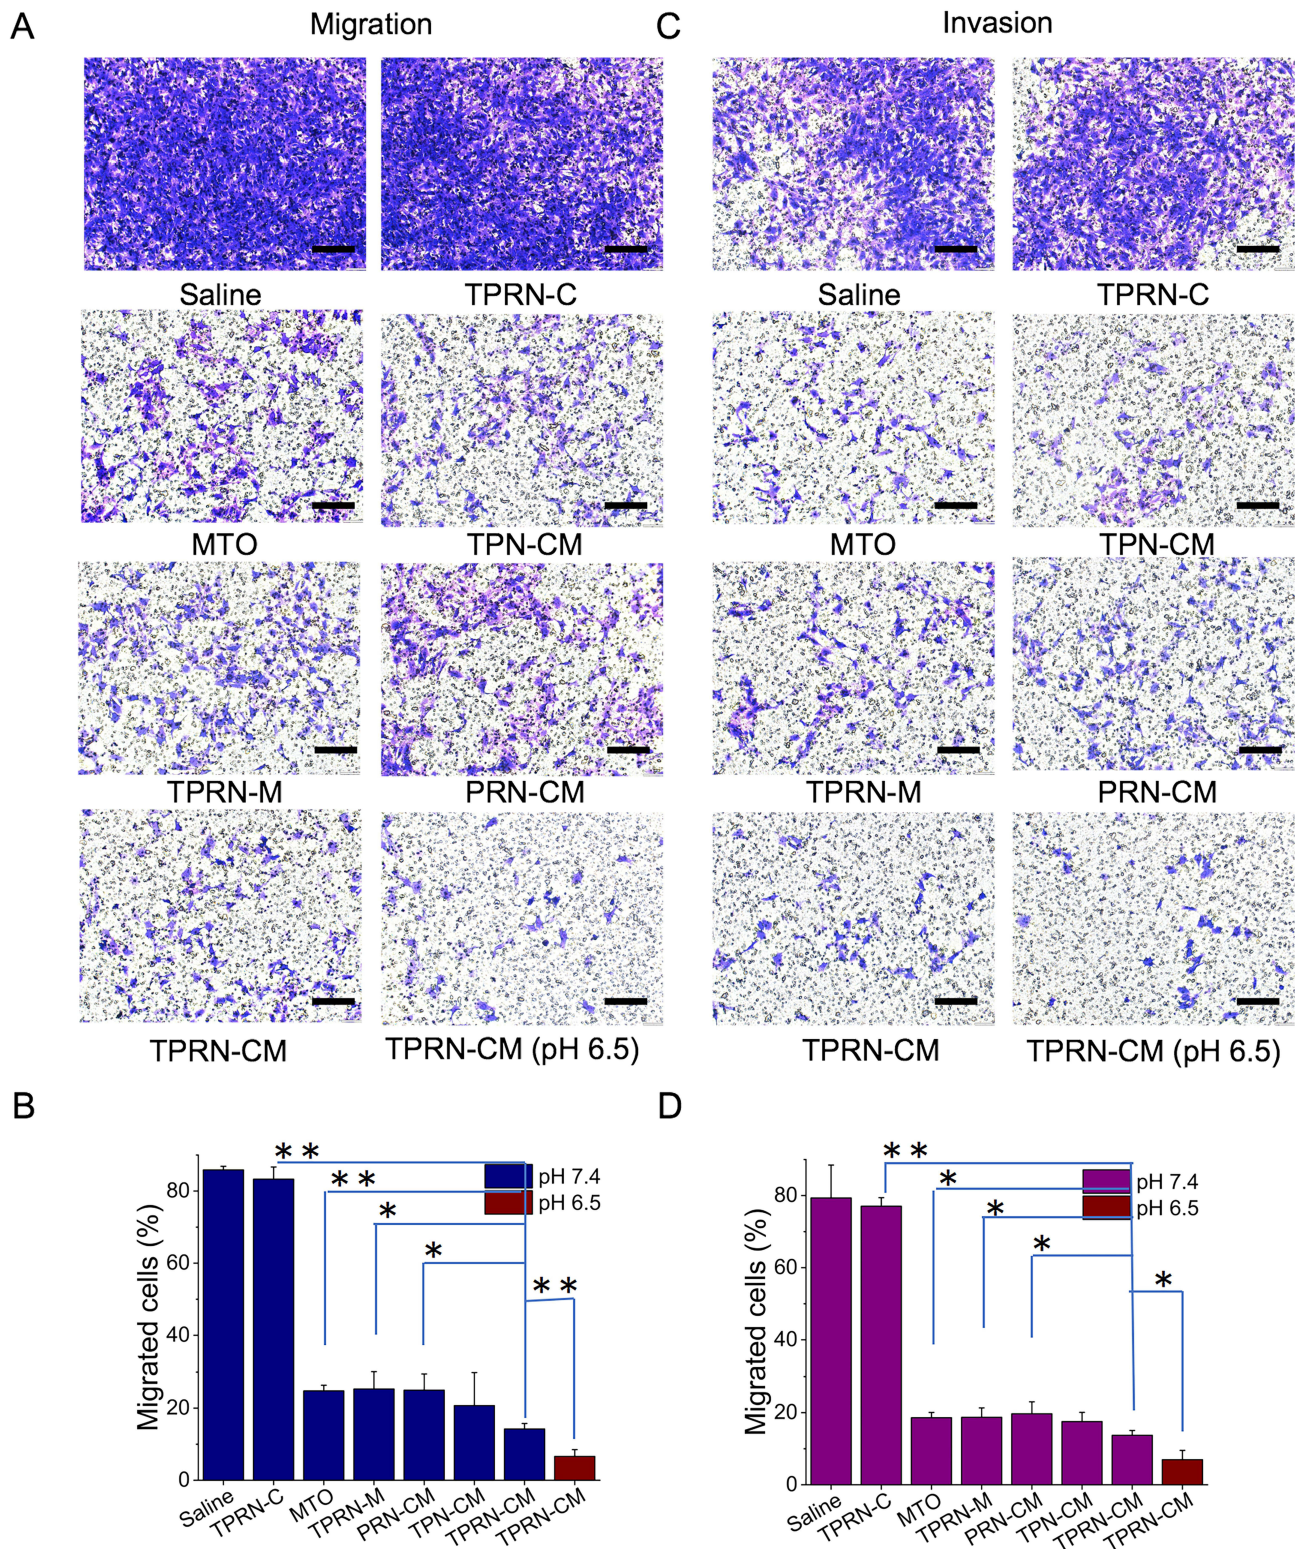 A
Migration
C
Invasion
Saline
TPRN-C
Saline
TPRN-C
MTO
TPN-CM
MTO
TPN-CM
TPRN-M
PRN-CM
TPRN-M
PRN-CM
TPRN-CM
TPRN-CM (pH 6.5)
TPRN-CM
TPRN-CM (pH 6.5)
B
Migrated cells (%)
80
60
40
20
0
**
**
*
*
**
pH 7.4
pH 6.5
Saline
TPRN-C
MTO
TPRN-M
PRN-CM
TPN-CM
TPRN-CM
TPRN-CM
D
Migrated cells (%)
80
60
40
20
0
**
*
*
*
*
pH 7.4
pH 6.5
Saline
TPRN-C
MTO
TPRN-M
PRN-CM
TPN-CM
TPRN-CM
TPRN-CM